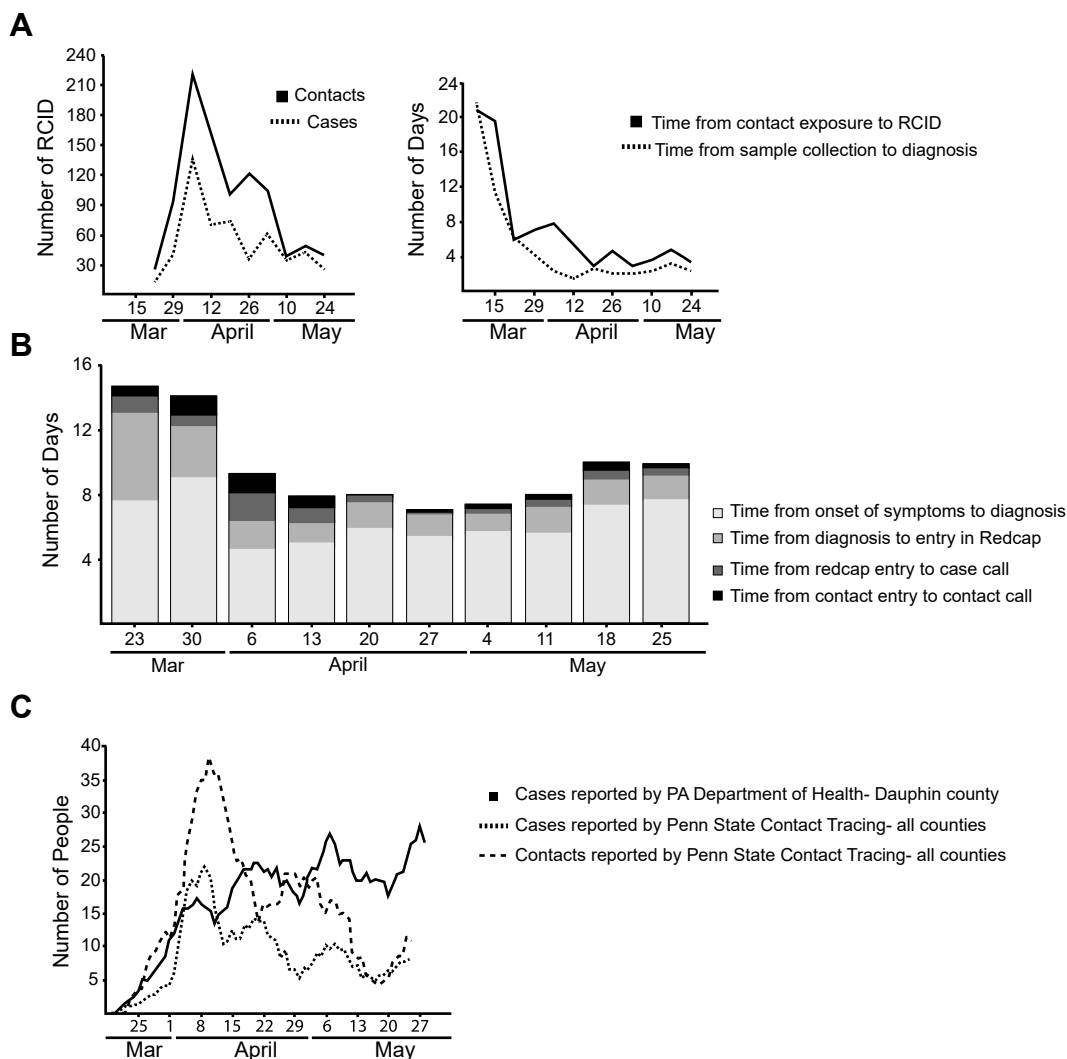 A
240
210
180
150
120
90
60
30
Number of RCID
Contacts
Cases
15 29 12 26 10 24
Mar April May
24
20
16
12
8
4
Number of Days
Time from contact exposure to RCID
Time from sample collection to diagnosis
15 29 12 26 10 24
Mar April May
B
16
12
8
4
Number of Days
Time from onset of symptoms to diagnosis
Time from diagnosis to entry in Redcap
Time from redcap entry to case call
Time from contact entry to contact call
23 30 6 13 20 27 4 11 18 25
Mar April May
C
40
35
30
25
20
15
10
5
Number of People
Cases reported by PA Department of Health- Dauphin county
Cases reported by Penn State Contact Tracing- all counties
Contacts reported by Penn State Contact Tracing- all counties
25 1 8 15 22 29 6 13 20 27
Mar April May